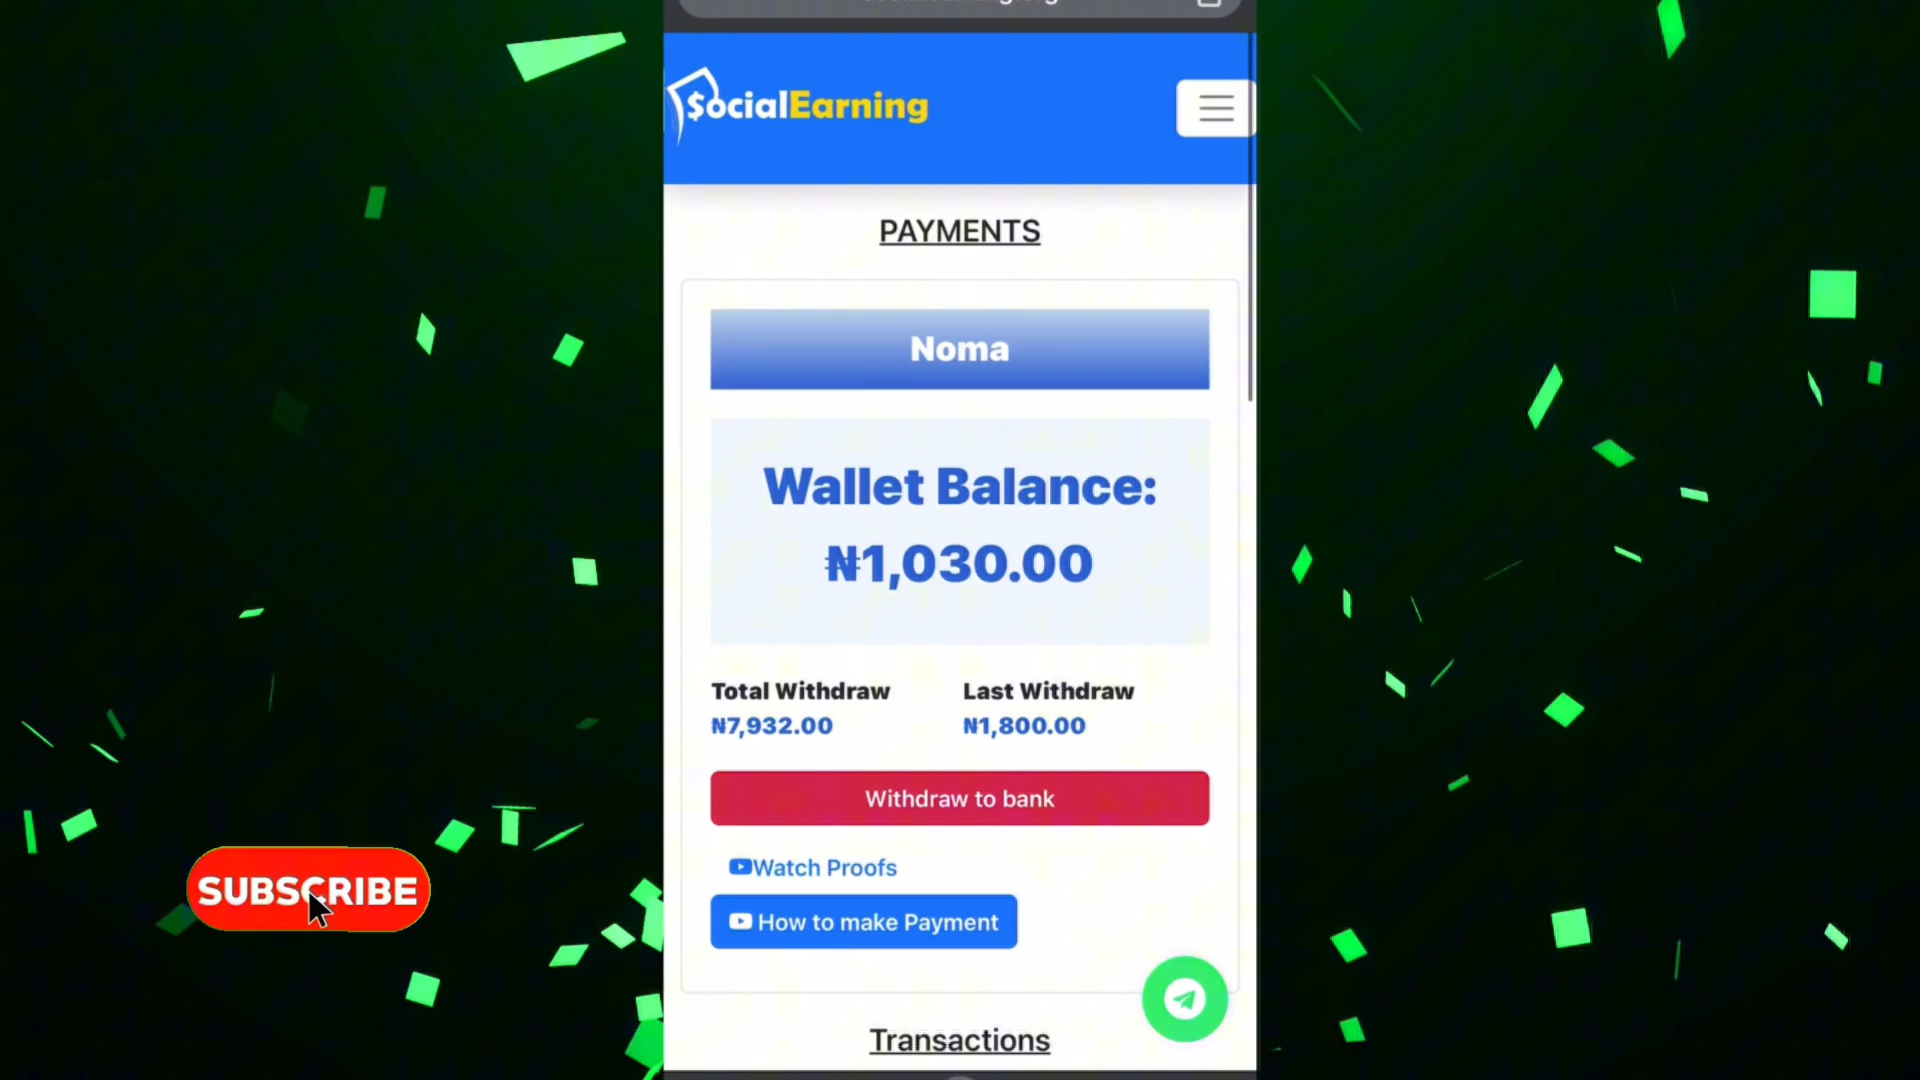 $ocialEarning
PAYMENTS
Noma
Wallet Balance:
₦1,030.00
Total Withdraw
Last Withdraw
₦7,932.00
₦1,800.00
Withdraw to bank
Watch Proofs
How to make Payment
Transactions
SUBSCRIBE